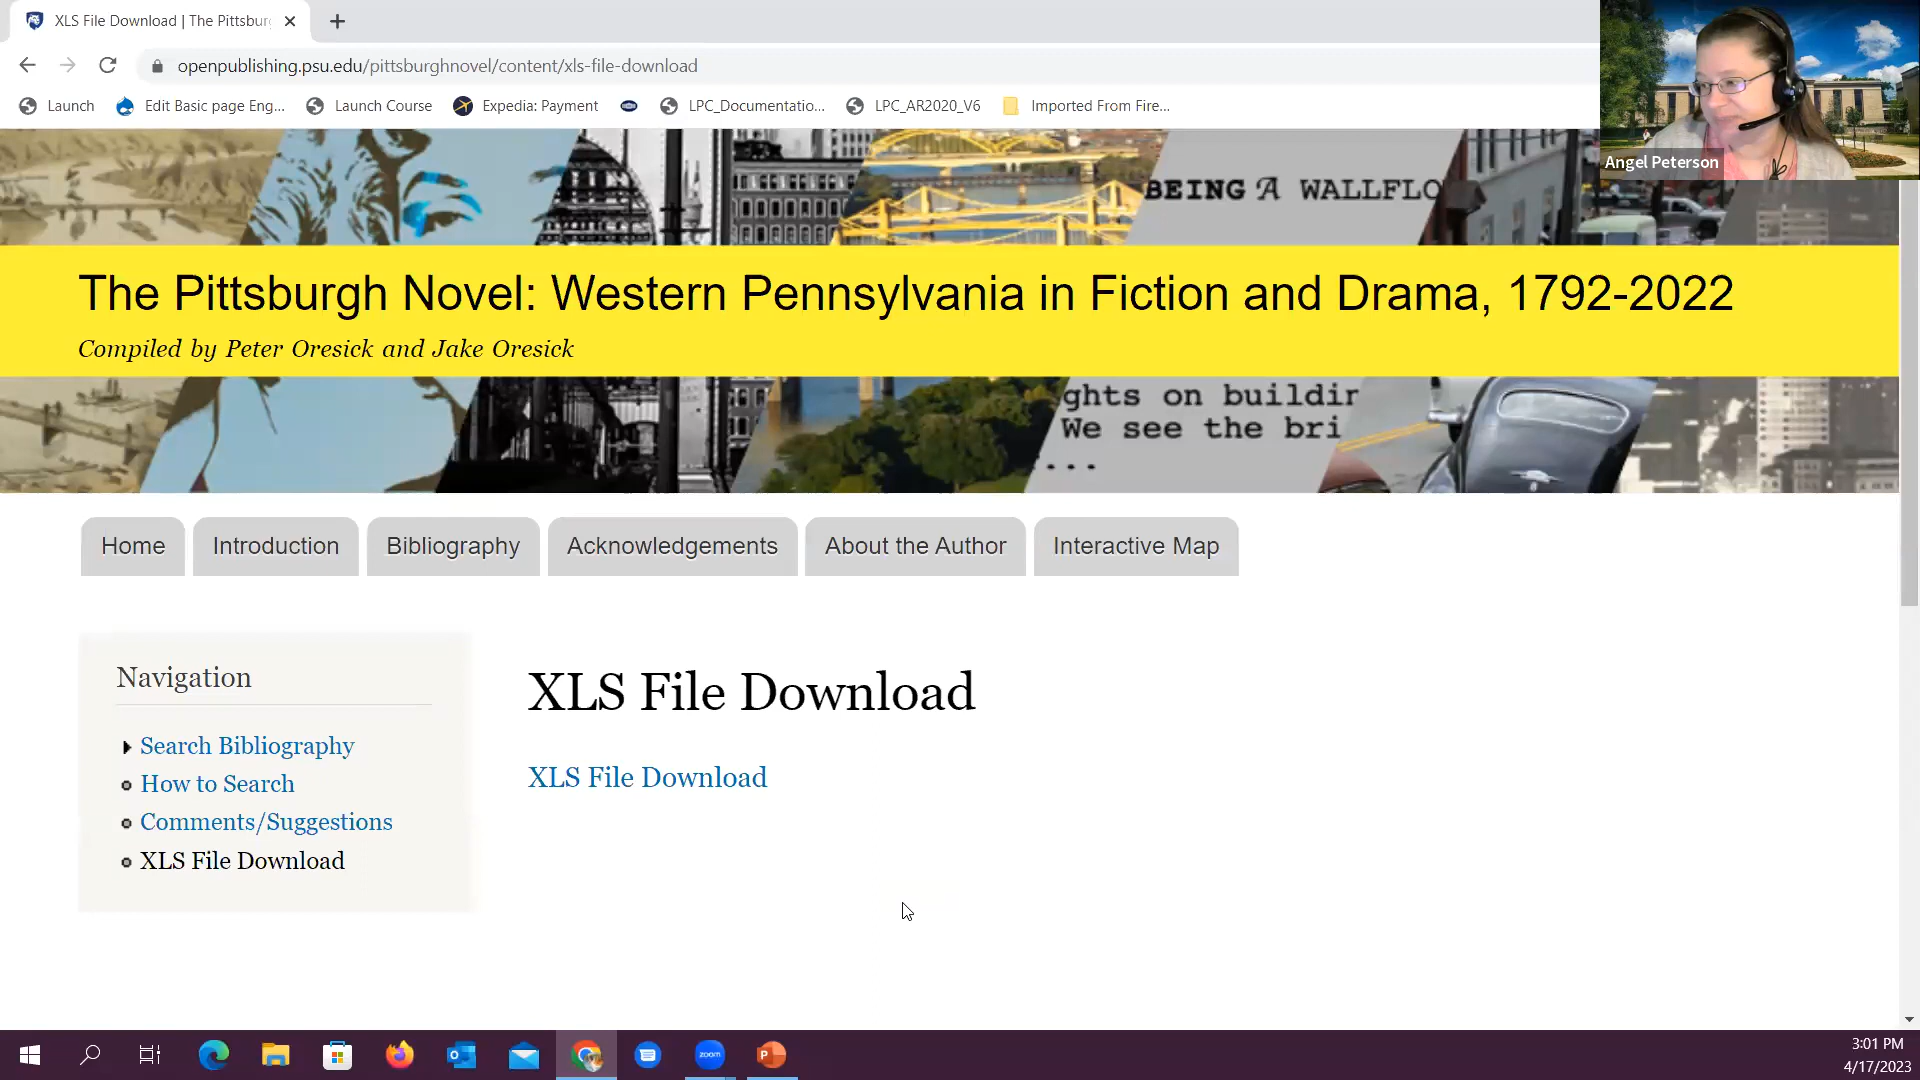 XLS File Download | The Pittsbur
openpublishing.psu.edu/pittsburghnovel/content/xls-file-download
Launch
Edit Basic page Eng...
Launch Course
Expedia: Payment
LPC_Documentatio...
LPC_AR2020_V6
Imported From Fire...
Angel Peterson
BEING A WALLFLO
The Pittsburgh Novel: Western Pennsylvania in Fiction and Drama, 1792-2022
Compiled by Peter Oresick and Jake Oresick
ghts on buildin
We see the bri
...
Home
Introduction
Bibliography
Acknowledgements
About the Author
Interactive Map
Navigation
Search Bibliography
How to Search
Comments/Suggestions
XLS File Download
XLS File Download
XLS File Download
zoom
3:01 PM
4/17/2023